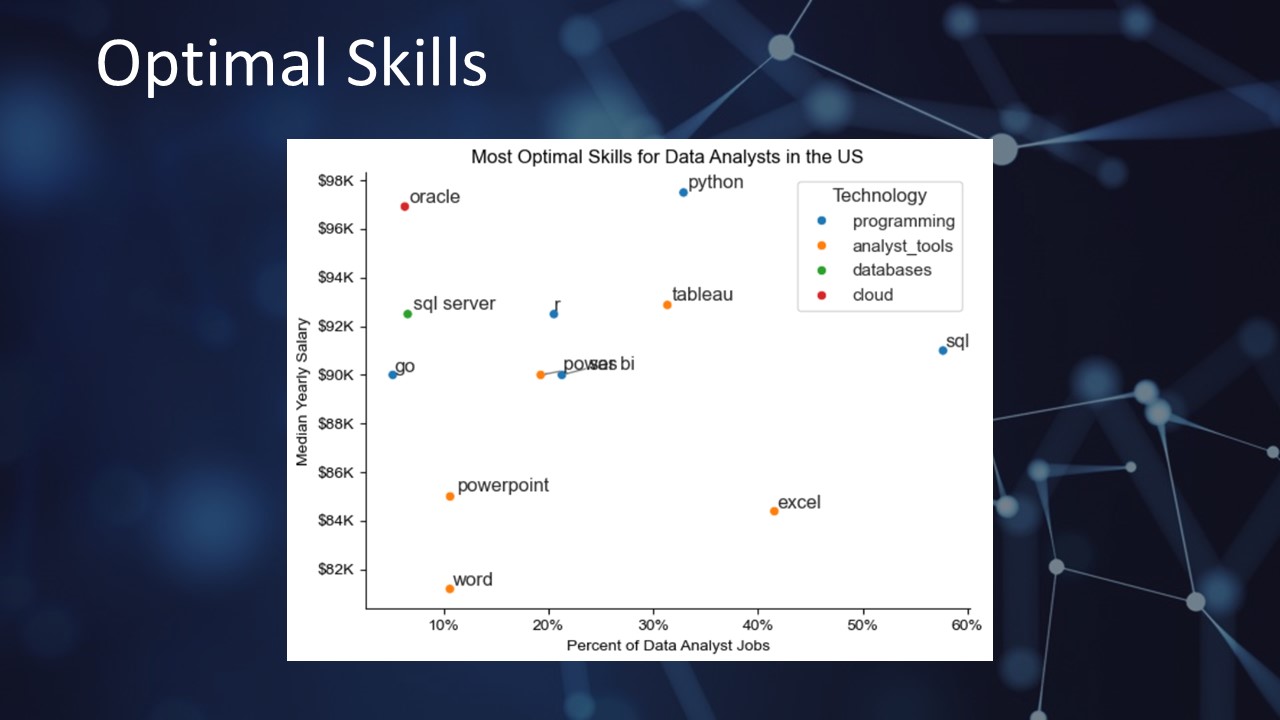 Optimal Skills
Most Optimal Skills for Data Analysts in the US
$98K
$96K
$94K
$92K
$90K
$88K
$86K
$84K
$82K
Median Yearly Salary
oracle
python
sql server
r
tableau
sql
go
power bi
sas
powerpoint
excel
word
Technology
programming
analyst_tools
databases
cloud
10% 20% 30% 40% 50% 60%
Percent of Data Analyst Jobs